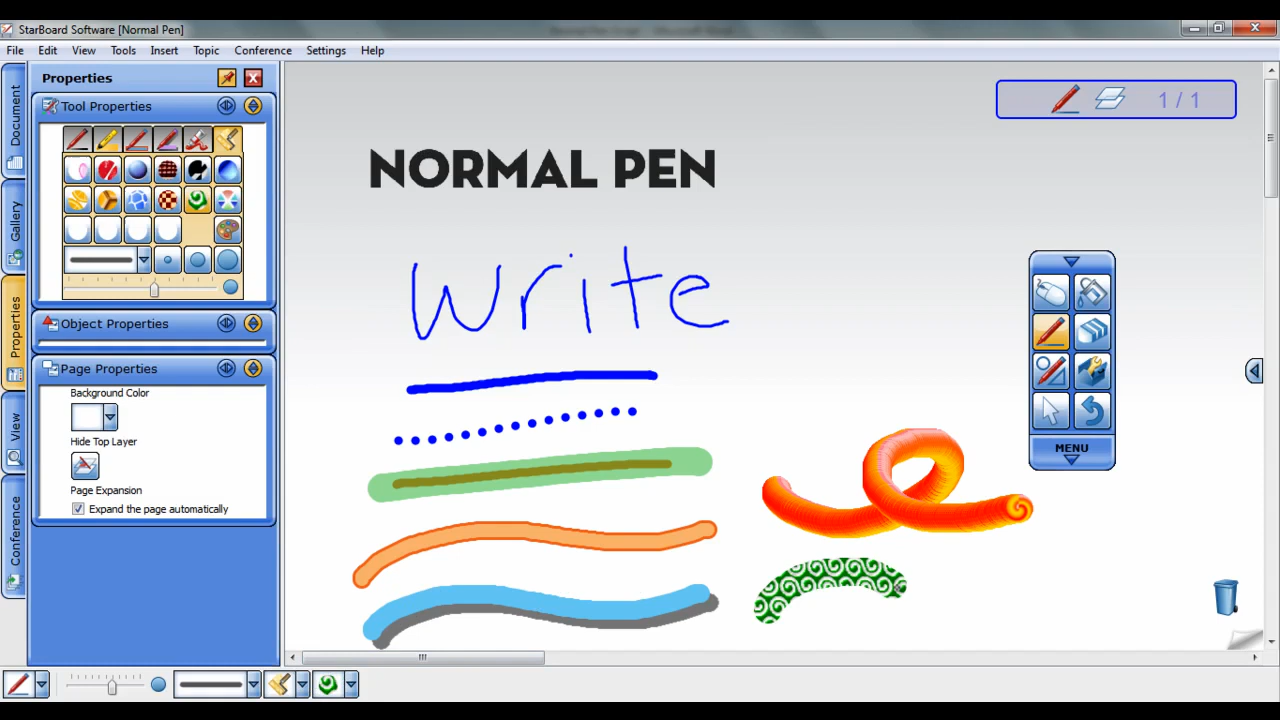 StarBoard Software [Normal Pen]
File Edit View Tools Insert Topic Conference Settings Help
Document
Gallery
Properties
View
Conference
Properties
Tool Properties
Object Properties
Page Properties
Background Color
Hide Top Layer
Page Expansion
Expand the page automatically
1 / 1
NORMAL PEN
Write
MENU